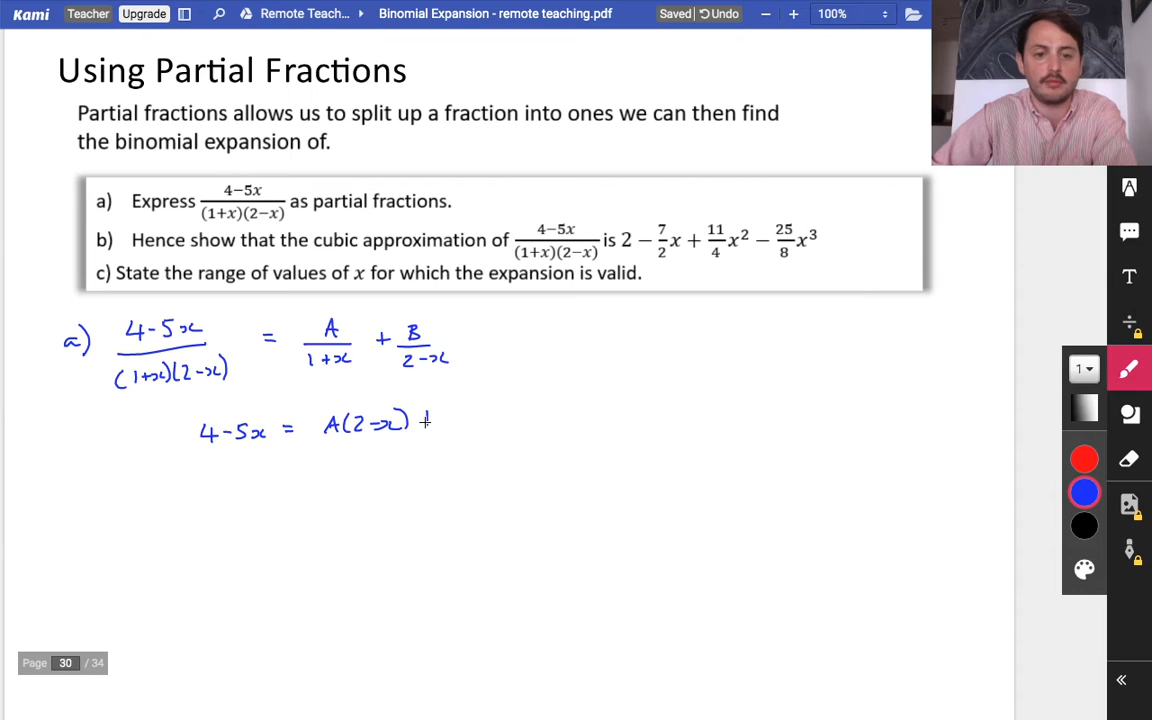 Kami Teacher Upgrade Remote Teach... > Binomial Expansion - remote teaching.pdf Saved Undo 100%
Using Partial Fractions
Partial fractions allows us to split up a fraction into ones we can then find
the binomial expansion of.
a) Express (4−5x)/((1+x)(2−x)) as partial fractions.
b) Hence show that the cubic approximation of (4−5x)/((1+x)(2−x)) is 2 − 7/2 x + 11/4 x² − 25/8 x³
c) State the range of values of x for which the expansion is valid.
a) (4-5x)/((1+x)(2-x)) = A/(1+x) + B/(2-x)
4-5x = A(2-x) +
T
1
Page 30 / 34